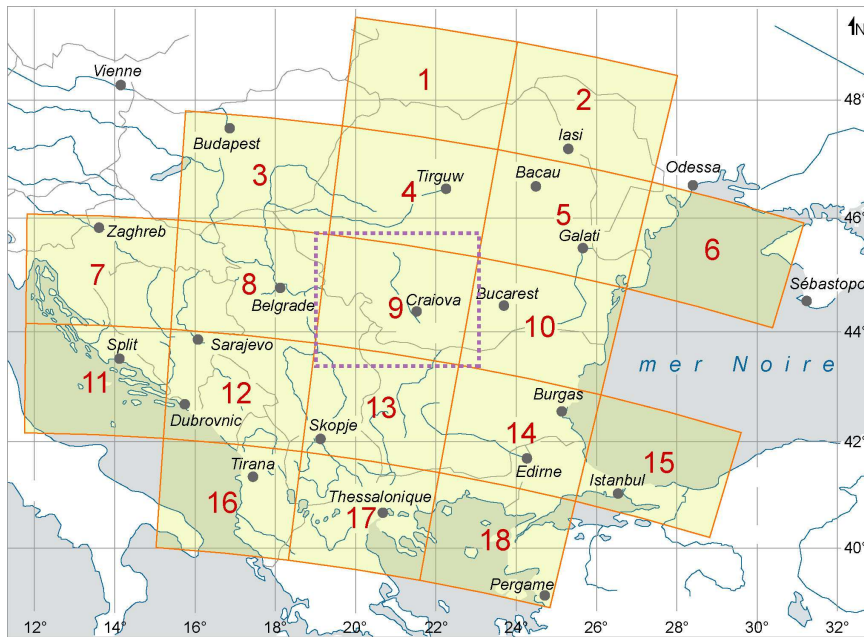 N
1
2
Vienne
48°
Budapest
Iasi
3
4
Tirguw
Bacau
Odessa
46°
5
6
Zaghreb
Galati
7
8
Belgrade
9
Craiova
Bucarest
10
Sébastopo
44°
Split
Sarajevo
mer Noire
11
12
13
Burgas
Dubrovnic
Skopje
14
15
42°
Tirana
Edirne
Istanbul
16
Thessalonique
17
18
40°
Pergame
12° 14° 16° 18° 20° 22° 24° 26° 28° 30° 32°